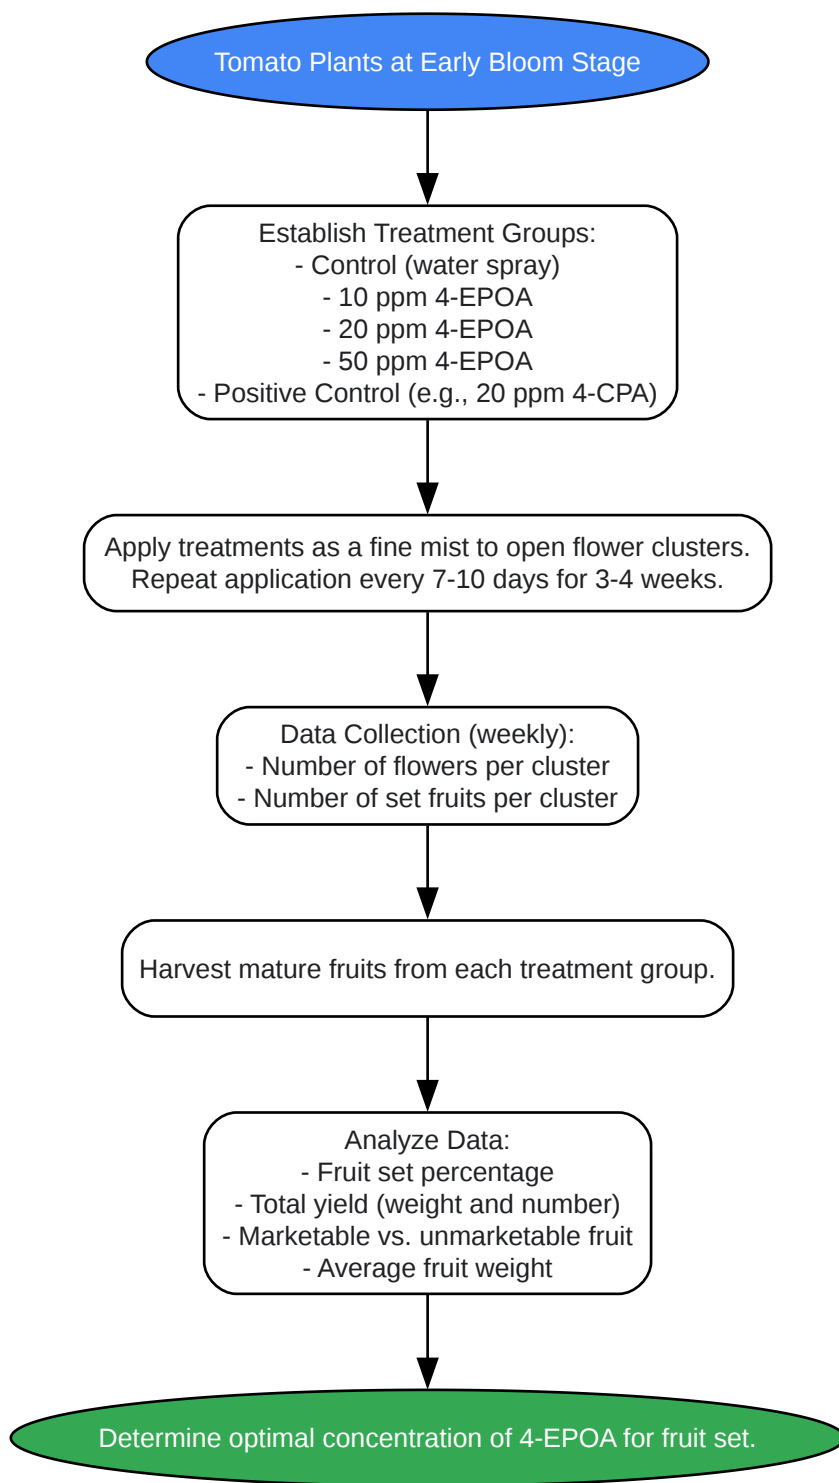 Tomato Plants at Early Bloom Stage
Establish Treatment Groups:
- Control (water spray)
- 10 ppm 4-EPOA
- 20 ppm 4-EPOA
- 50 ppm 4-EPOA
- Positive Control (e.g., 20 ppm 4-CPA)
Apply treatments as a fine mist to open flower clusters.
Repeat application every 7-10 days for 3-4 weeks.
Data Collection (weekly):
- Number of flowers per cluster
- Number of set fruits per cluster
Harvest mature fruits from each treatment group.
Analyze Data:
- Fruit set percentage
- Total yield (weight and number)
- Marketable vs. unmarketable fruit
- Average fruit weight
Determine optimal concentration of 4-EPOA for fruit set.